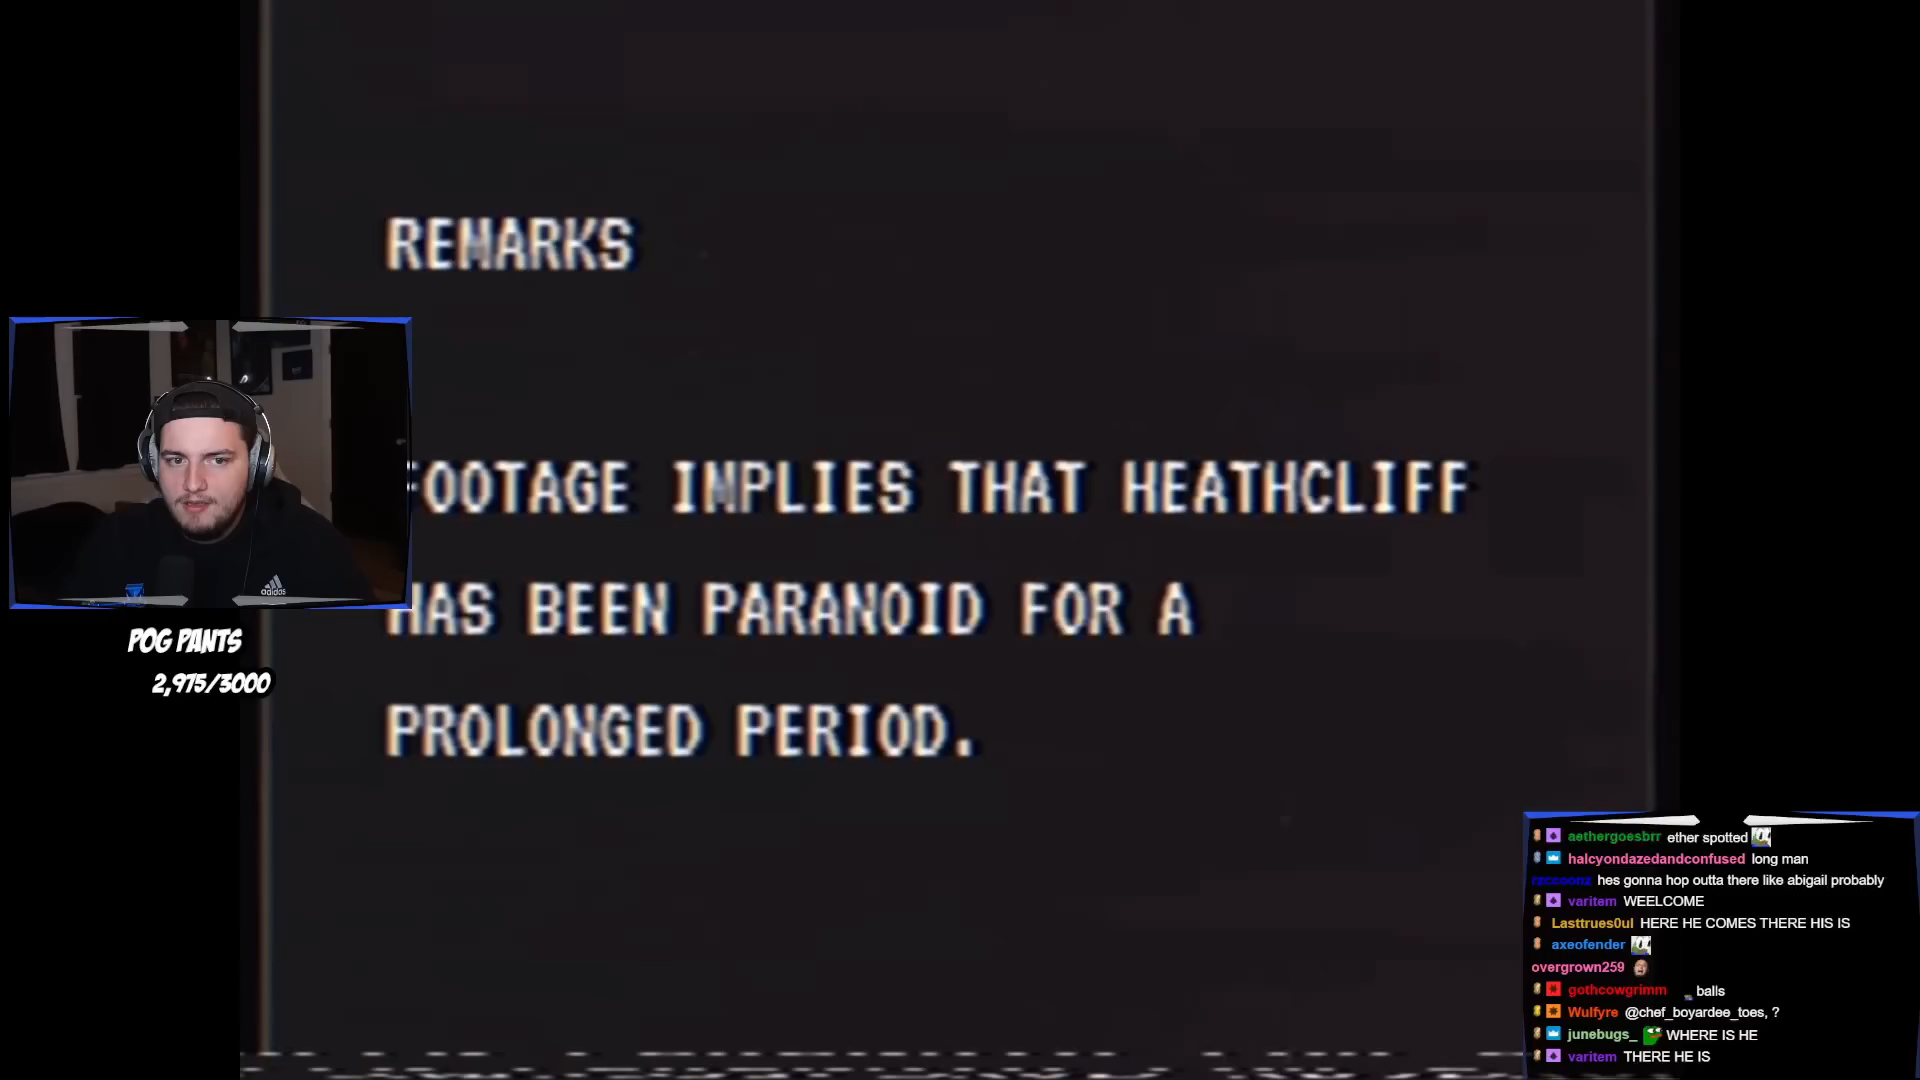 REMARKS
FOOTAGE IMPLIES THAT HEATHCLIFF
HAS BEEN PARANOID FOR A
PROLONGED PERIOD.
adidas
POG PANTS
2,975/3000
aethergoesbrr ether spotted
halcyondazedandconfused long man
hes gonna hop outta there like abigail probably
varitem WEELCOME
Lasttrues0ul HERE HE COMES THERE HIS IS
axeofender
overgrown259
gothcowgrimm balls
Wulfyre @chef_boyardee_toes, ?
junebugs_ WHERE IS HE
varitem THERE HE IS